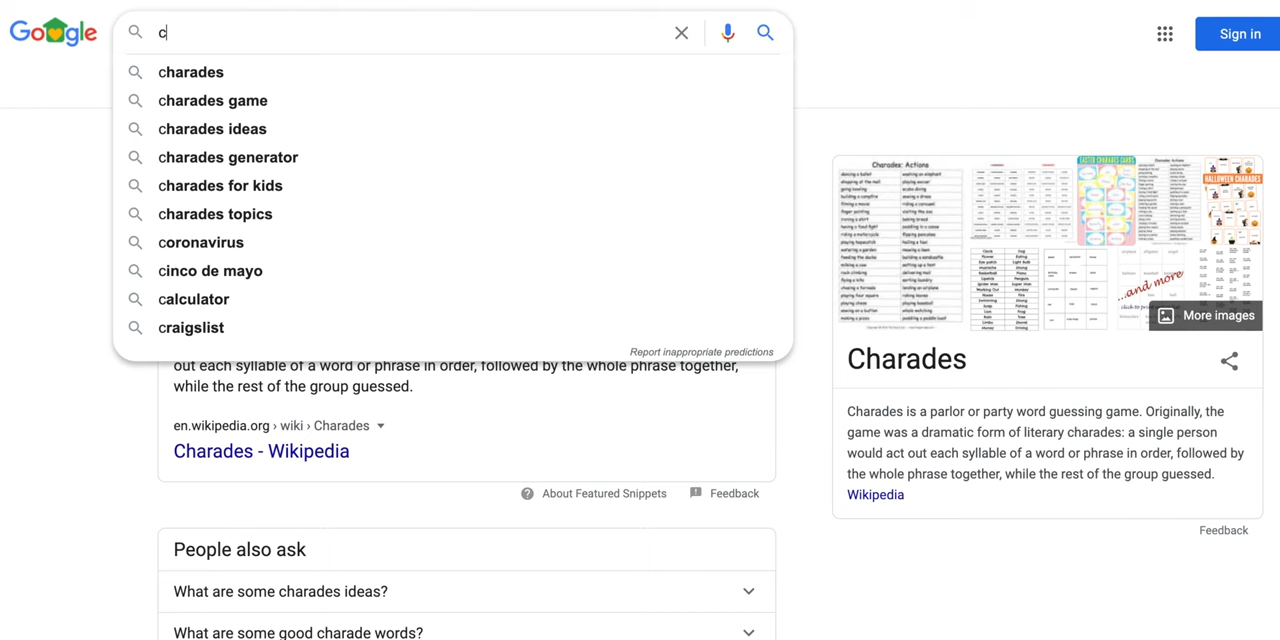 Google
c
Sign in
charades
charades game
charades ideas
charades generator
charades for kids
charades topics
coronavirus
cinco de mayo
calculator
craigslist
Report inappropriate predictions
out each syllable of a word or phrase in order, followed by the whole phrase together,
while the rest of the group guessed.
en.wikipedia.org › wiki › Charades
Charades - Wikipedia
About Featured Snippets
Feedback
People also ask
What are some charades ideas?
What are some good charade words?
Charades: Actions
EASTER CHARADES CARDS
HALLOWEEN CHARADES
...and more
More images
Charades
Charades is a parlor or party word guessing game. Originally, the
game was a dramatic form of literary charades: a single person
would act out each syllable of a word or phrase in order, followed by
the whole phrase together, while the rest of the group guessed.
Wikipedia
Feedback